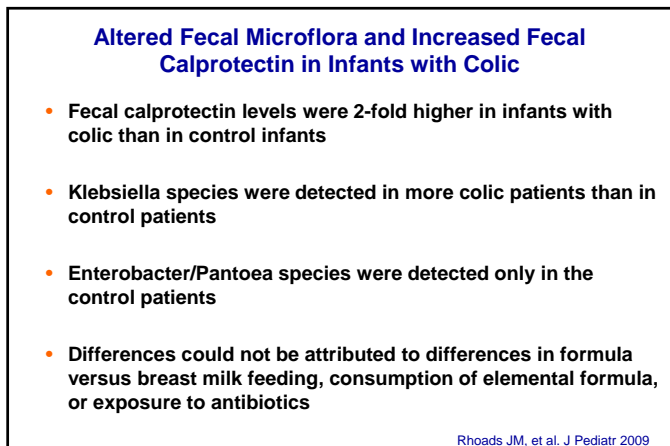 Altered Fecal Microflora and Increased Fecal
Calprotectin in Infants with Colic
• Fecal calprotectin levels were 2-fold higher in infants with
colic than in control infants
• Klebsiella species were detected in more colic patients than in
control patients
• Enterobacter/Pantoea species were detected only in the
control patients
• Differences could not be attributed to differences in formula
versus breast milk feeding, consumption of elemental formula,
or exposure to antibiotics
Rhoads JM, et al. J Pediatr 2009